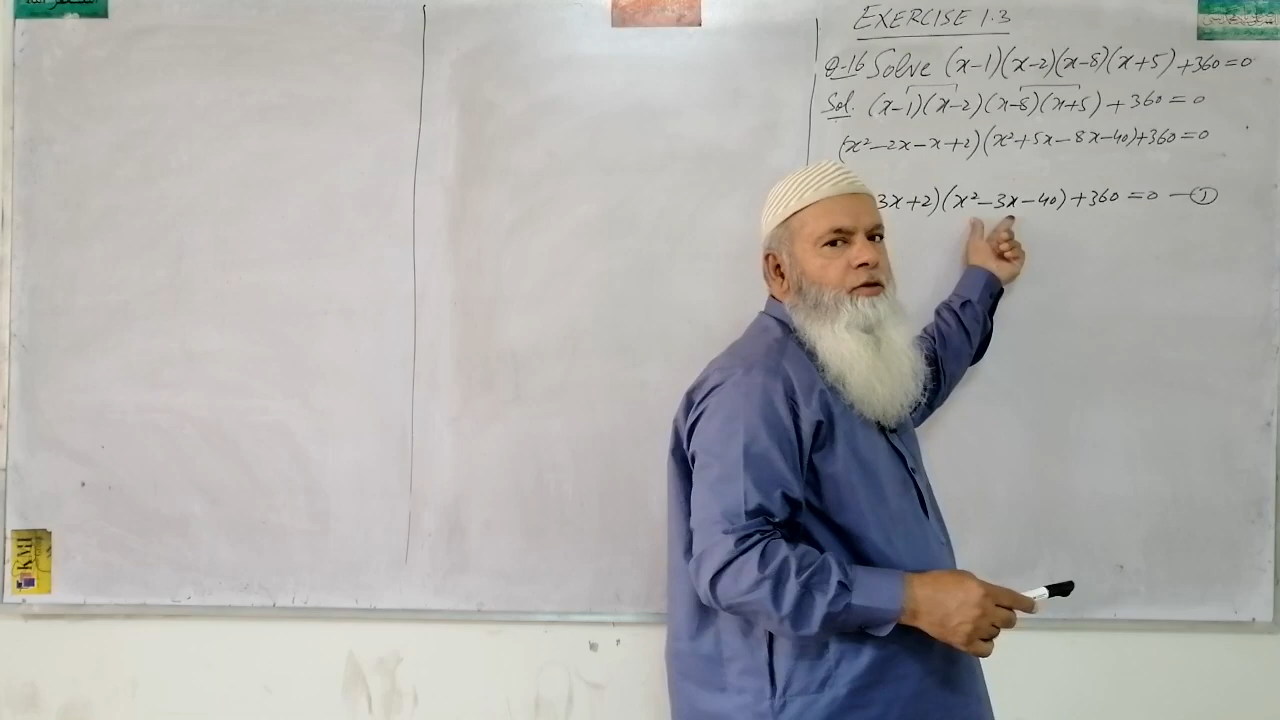 EXERCISE 1.3
Q-16 Solve (x-1)(x-2)(x-8)(x+5)+360=0
Sol. (x-1)(x-2)(x-8)(x+5)+360=0
(x²-2x-x+2)(x²+5x-8x-40)+360=0
3x+2)(x²-3x-40)+360=0 —①
KMI